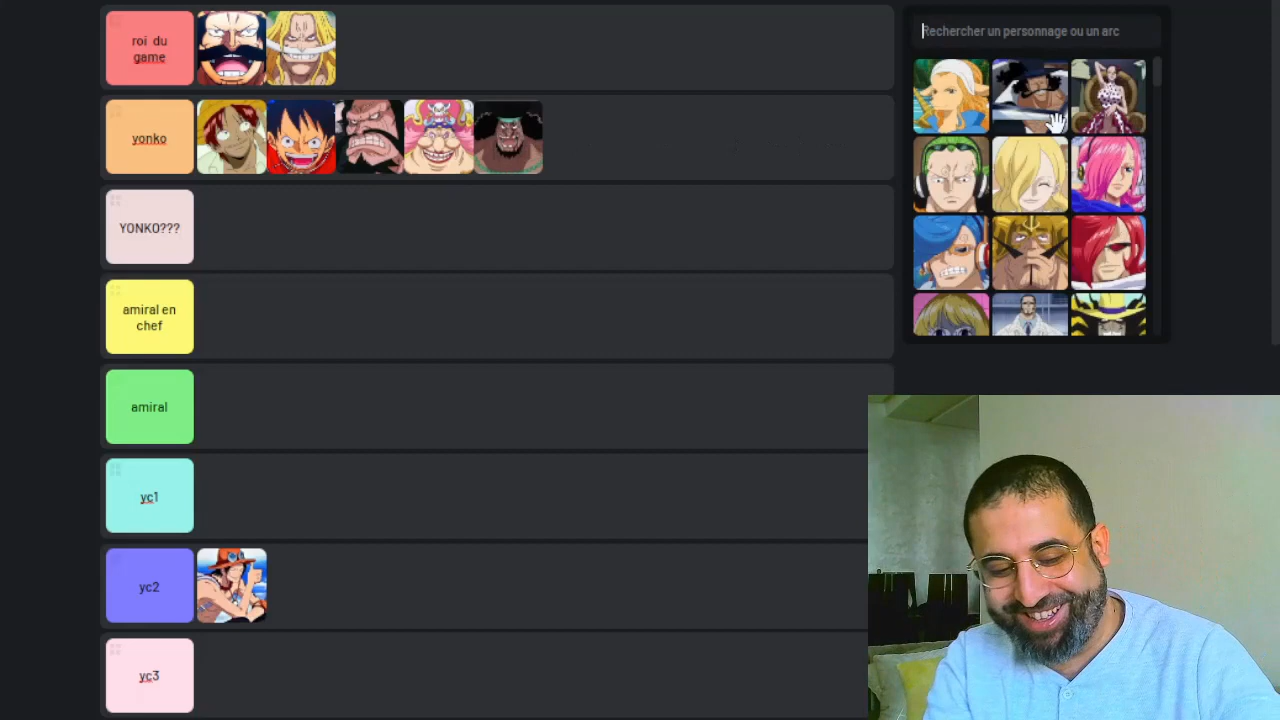 roi du
game
Rechercher un personnage ou un arc
yonko
YONKO???
amiral en
chef
amiral
yc1
yc2
yc3